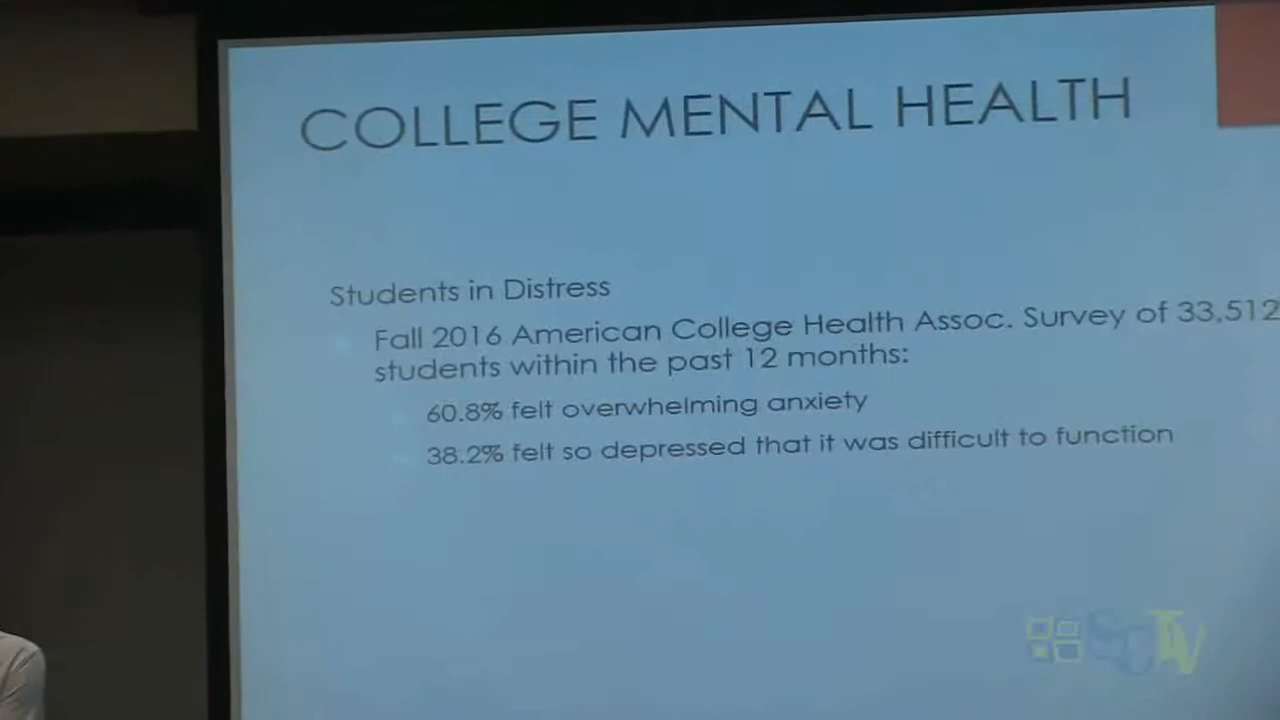 COLLEGE MENTAL HEALTH
Students in Distress
Fall 2016 American College Health Assoc. Survey of 33,512
students within the past 12 months:
60.8% felt overwhelming anxiety
38.2% felt so depressed that it was difficult to function
SCTV